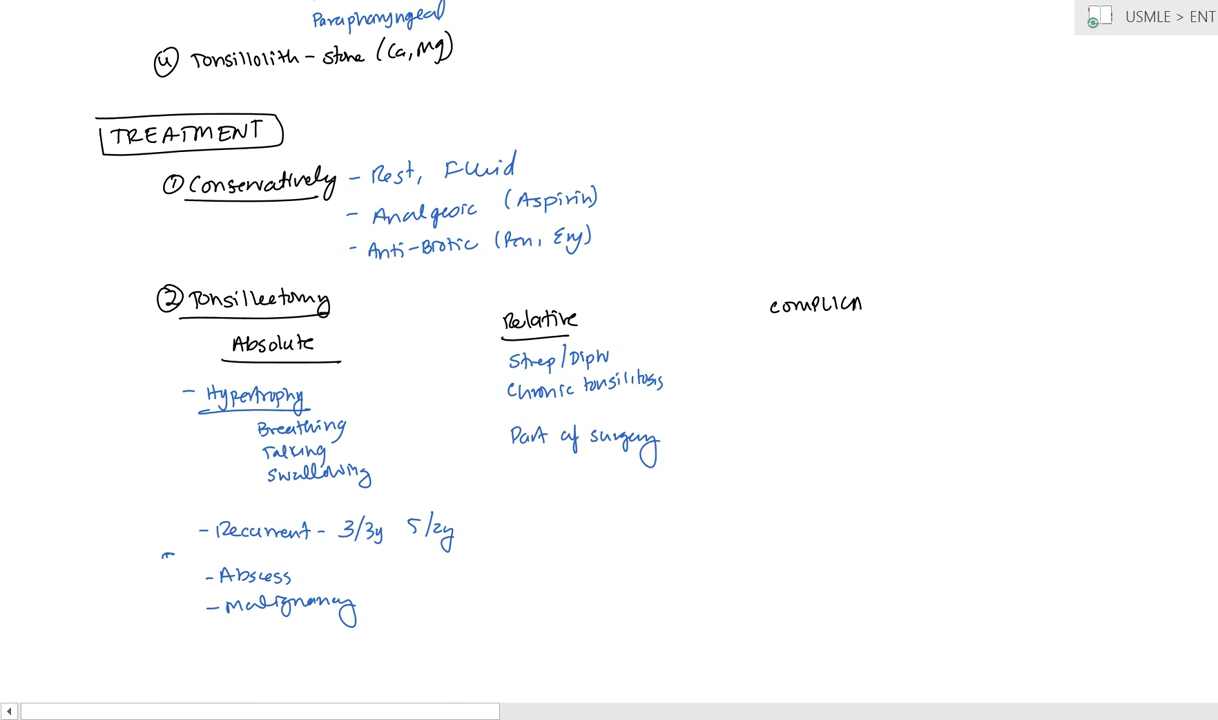 Parapharyngeal
USMLE > ENT
④ Tonsillolith - stone (Ca, Mg)
TREATMENT
① Conservatively - Rest, Fluid
- Analgesic (Aspirin)
- Anti-Biotic (Pen, Ery)
② Tonsillectomy
Absolute
Relative
COMPLICA
- Hypertrophy
Breathing
Talking
Swallowing
Strep/Diph
Chronic tonsilitosis
Part of surgery
- Recurrent - 3/3y 5/2y
- Abscess
- Malignancy